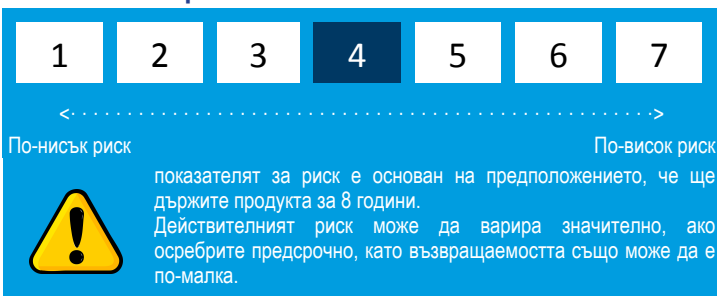 1 2 3 4 5 6 7
<· · · · · · · · · · · · · · · · · · · · · · · · · · · · · · · · · · · · · · · · · · · · · · · · · · · ·>
По-нисък риск По-висок риск
показателят за риск е основан на предположението, че ще
държите продукта за 8 години.
Действителният риск може да варира значително, ако
осребрите предсрочно, като възвращаемостта също може да е
по-малка.